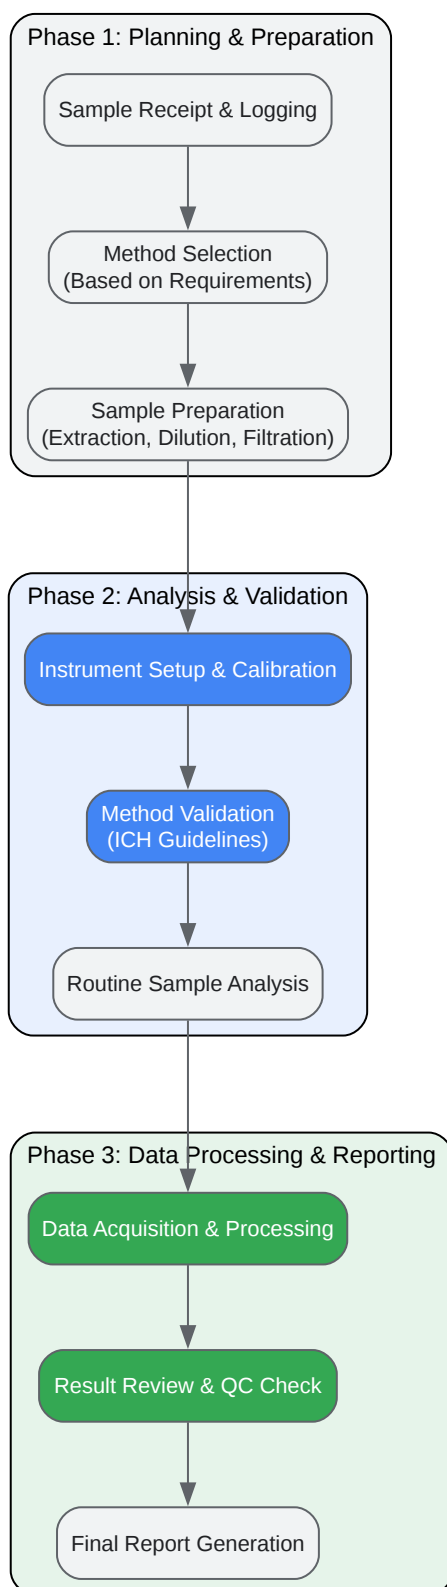 Phase 1: Planning & Preparation
Sample Receipt & Logging
Method Selection
(Based on Requirements)
Sample Preparation
(Extraction, Dilution, Filtration)
Phase 2: Analysis & Validation
Instrument Setup & Calibration
Method Validation
(ICH Guidelines)
Routine Sample Analysis
Phase 3: Data Processing & Reporting
Data Acquisition & Processing
Result Review & QC Check
Final Report Generation